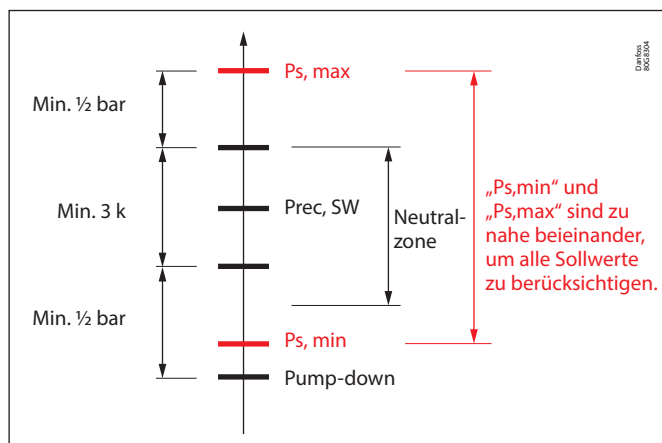 Danfoss
80G8304
Ps, max
Min. ½ bar
Min. 3 k
Prec, SW
Neutral-
zone
„Ps,min“ und
„Ps,max“ sind zu
nahe beieinander,
um alle Sollwerte
zu berücksichtigen.
Min. ½ bar
Ps, min
Pump-down